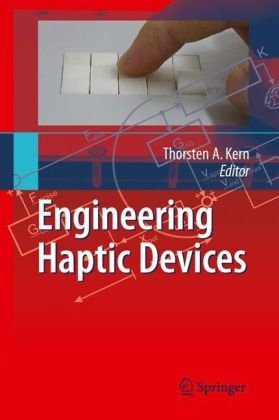 Thorsten A. Kern
Editor
Engineering
Haptic Devices
Springer